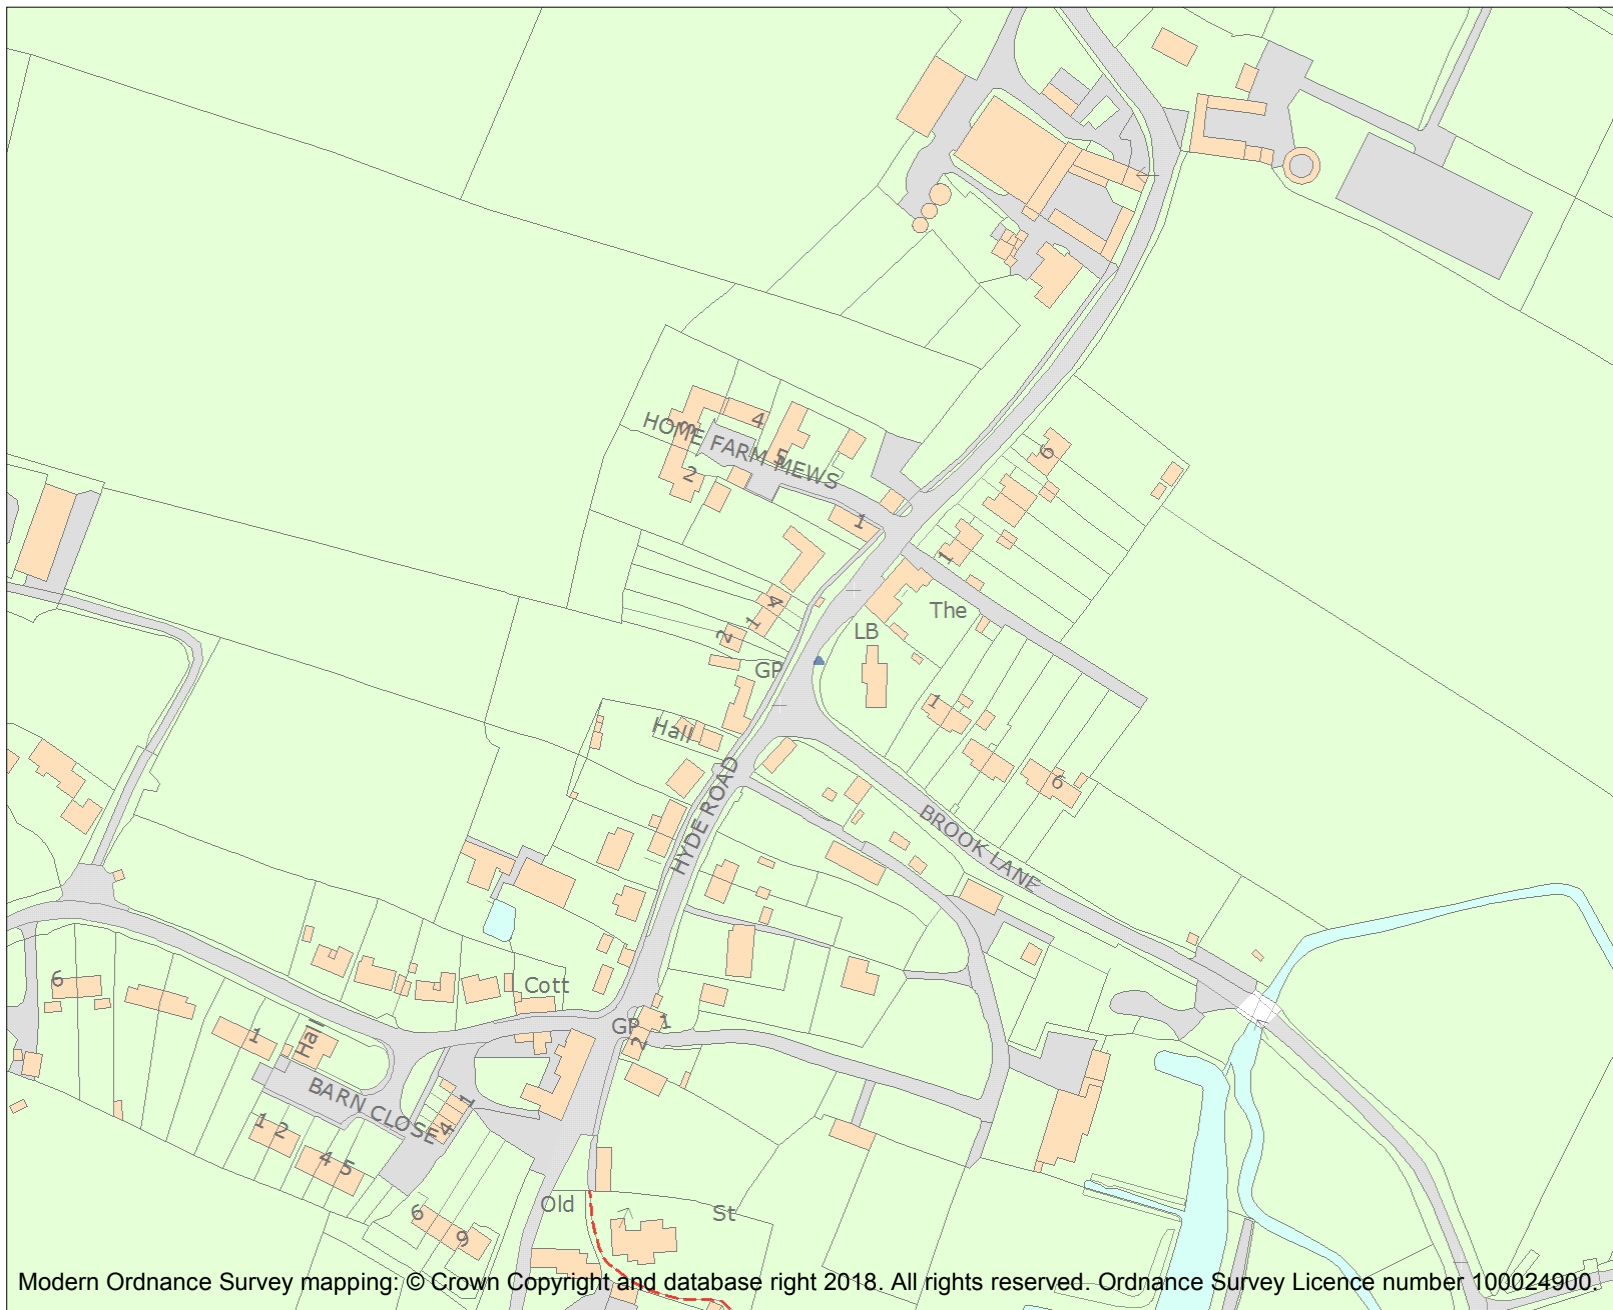 HOME FARM MEWS
3
4
5
2
1
6
1
The
LB
4
1
2
GP
1
Hall
6
HYDE ROAD
BROOK LANE
Cott
6
GP
1
2
1
Hall
BARN CLOSE
1
4
1 2
4 5
Old
St
6
9
Modern Ordnance Survey mapping: © Crown Copyright and database right 2018. All rights reserved. Ordnance Survey Licence number 100024900.